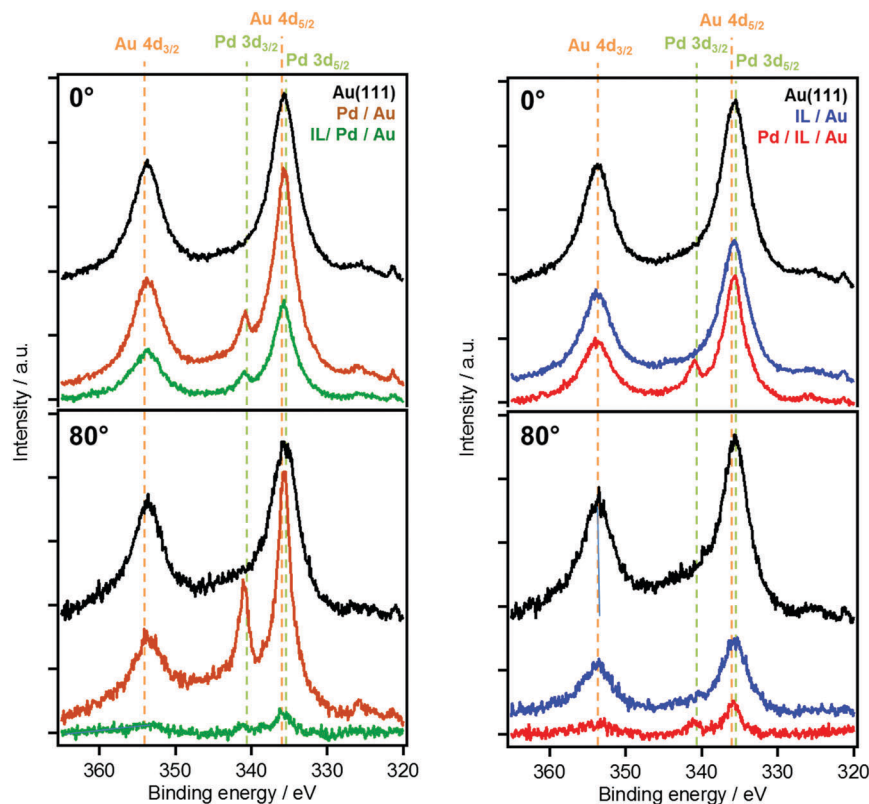 Au 4d5/2
Pd 3d3/2
Au 4d3/2
Pd 3d5/2
0°
Au(111)
Pd / Au
IL/ Pd / Au
80°
Intensity / a.u.
360 350 340 330 320
Binding energy / eV
Au 4d5/2
Au 4d3/2
Pd 3d3/2
Pd 3d5/2
0°
Au(111)
IL / Au
Pd / IL / Au
80°
Intensity / a.u.
360 350 340 330 320
Binding energy / eV